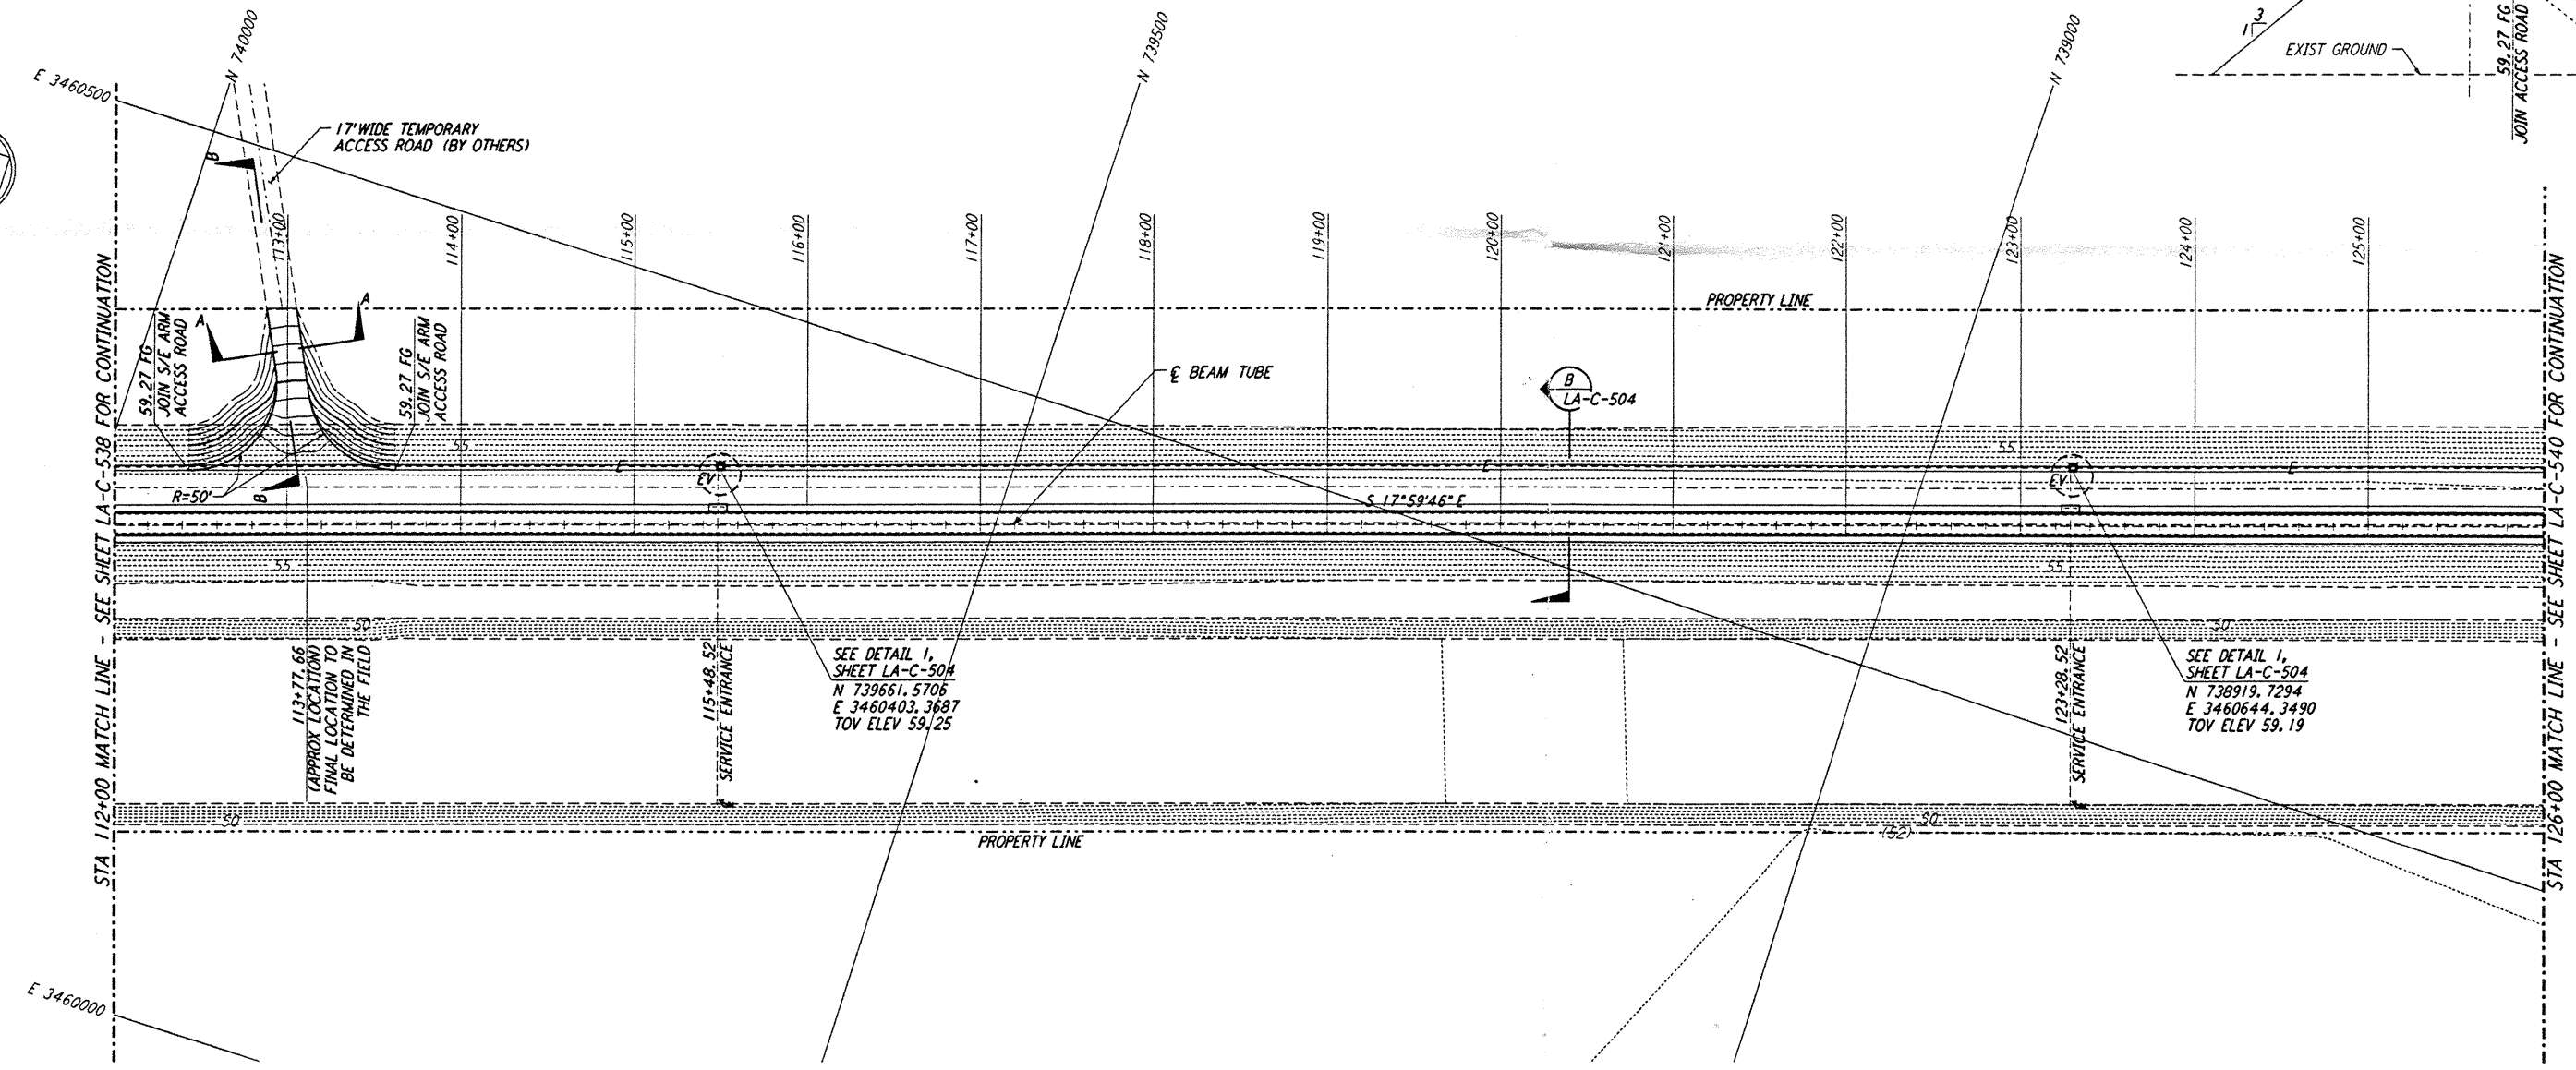 N 740000
N 739500
N 739000
3
1
EXIST GROUND
59.27 FG
JOIN ACCESS ROAD
E 3460500
17' WIDE TEMPORARY
ACCESS ROAD (BY OTHERS)
B
113+00
114+00
115+00
116+00
117+00
118+00
119+00
120+00
121+00
122+00
123+00
124+00
125+00
PROPERTY LINE
A
A
59.27 FG
JOIN S/E ARM
ACCESS ROAD
59.27 FG
JOIN S/E ARM
ACCESS ROAD
℄ BEAM TUBE
B
LA-C-504
STA 112+00 MATCH LINE - SEE SHEET LA-C-538 FOR CONTINUATION
STA 126+00 MATCH LINE - SEE SHEET LA-C-540 FOR CONTINUATION
55
55
E
E
E
EV
EV
R=50'
B
S 17°59'46" E
55
55
50
50
113+77.66
(APPROX LOCATION)
FINAL LOCATION TO
BE DETERMINED IN
THE FIELD
115+48.52
SERVICE ENTRANCE
SEE DETAIL 1,
SHEET LA-C-504
N 739661.5706
E 3460403.3687
TOV ELEV 59.25
123+28.52
SERVICE ENTRANCE
SEE DETAIL 1,
SHEET LA-C-504
N 738919.7294
E 3460644.3490
TOV ELEV 59.19
50
50
(52)
PROPERTY LINE
E 3460000